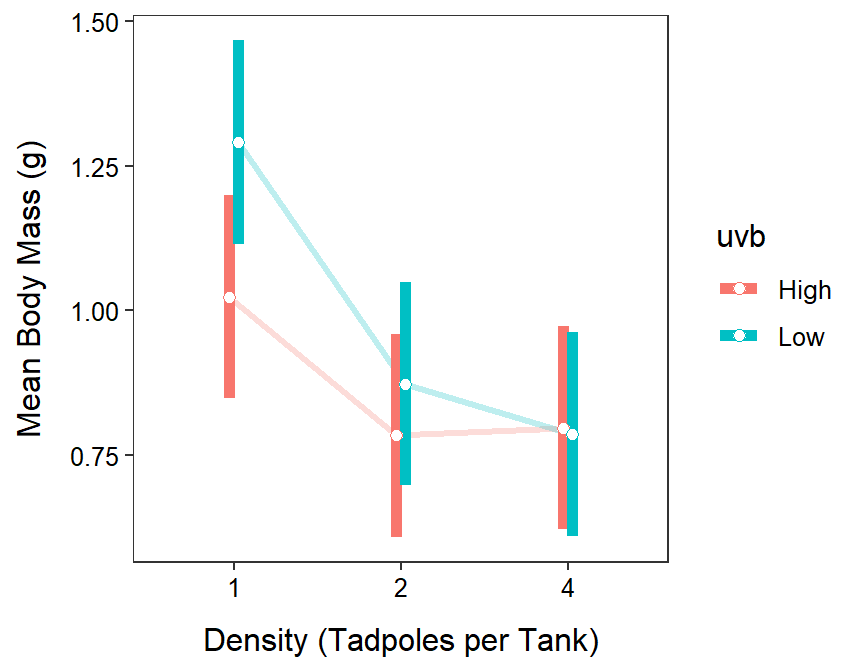 1.50
1.25
1.00
0.75
Mean Body Mass (g)
1 2 4
Density (Tadpoles per Tank)
uvb
High
Low